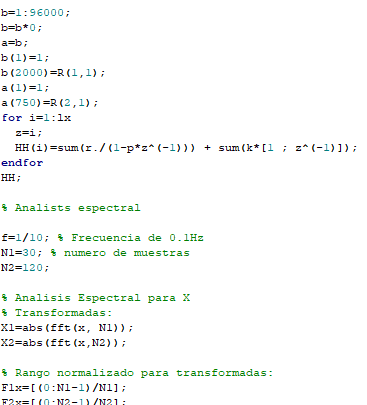 b=1:96000;
b=b*0;
a=b;
b(1)=1;
b(2000)=R(1,1);
a(1)=1;
a(750)=R(2,1);
for i=1:lx
z=i;
HH(i)=sum(r./(1-p*z^(-1))) + sum(k*[1 ; z^(-1)]);
endfor
HH;
% Analists espectral
f=1/10; % Frecuencia de 0.1Hz
N1=30; % numero de muestras
N2=120;
% Analisis Espectral para X
% Transformadas:
X1=abs(fft(x, N1));
X2=abs(fft(x,N2));
% Rango normalizado para transformadas:
F1x=[(0:N1-1)/N1];
F2x=[(0:N2-1)/N2];